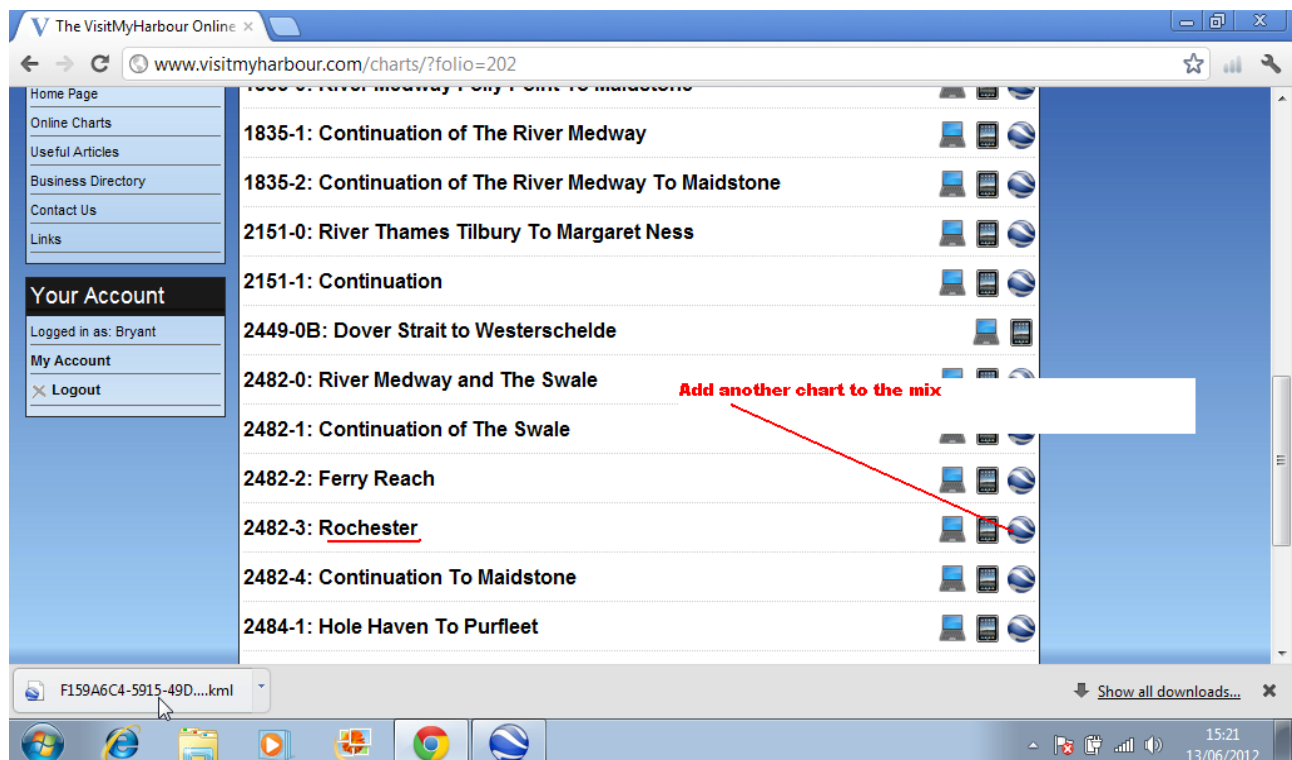 The VisitMyHarbour Online
www.visitmyharbour.com/charts/?folio=202
Home Page
Online Charts
Useful Articles
Business Directory
Contact Us
Links
Your Account
Logged in as: Bryant
My Account
Logout
1835-1: Continuation of The River Medway
1835-2: Continuation of The River Medway To Maidstone
2151-0: River Thames Tilbury To Margaret Ness
2151-1: Continuation
2449-0B: Dover Strait to Westerschelde
2482-0: River Medway and The Swale
Add another chart to the mix
2482-1: Continuation of The Swale
2482-2: Ferry Reach
2482-3: Rochester
2482-4: Continuation To Maidstone
2484-1: Hole Haven To Purfleet
F159A6C4-5915-49D....kml
Show all downloads...
15:21
13/06/2012